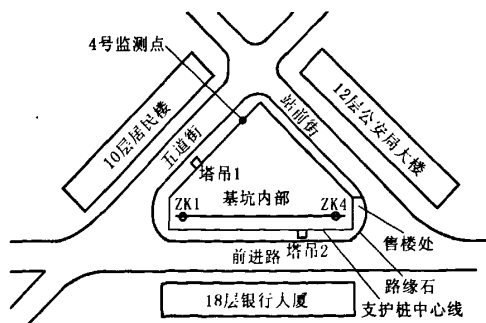 4号监测点
10层居民楼
五道街
站前街
12层公安局大楼
塔吊1
基坑内部
ZK1
ZK4
售楼处
前进路
塔吊2
路缘石
支护桩中心线
18层银行大厦